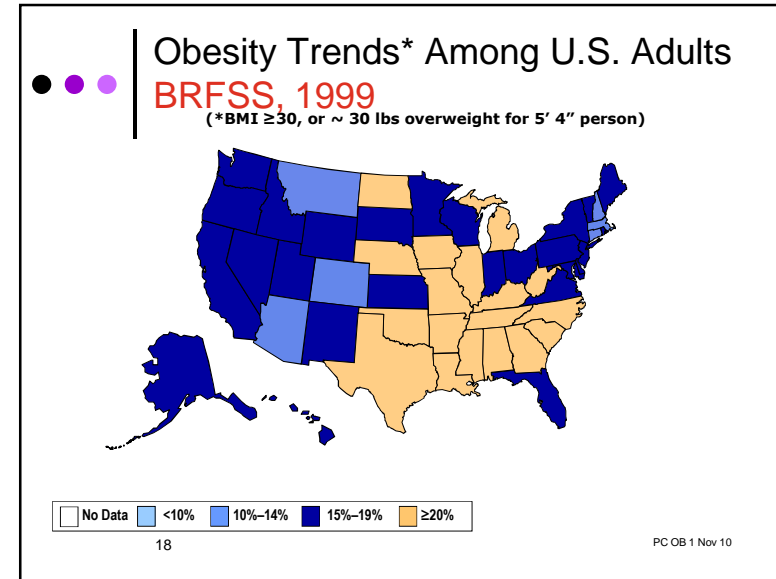 Obesity Trends* Among U.S. Adults
BRFSS, 1999
(*BMI ≥30, or ~ 30 lbs overweight for 5’ 4” person)
No Data <10% 10%–14% 15%–19% ≥20%
18
PC OB 1 Nov 10